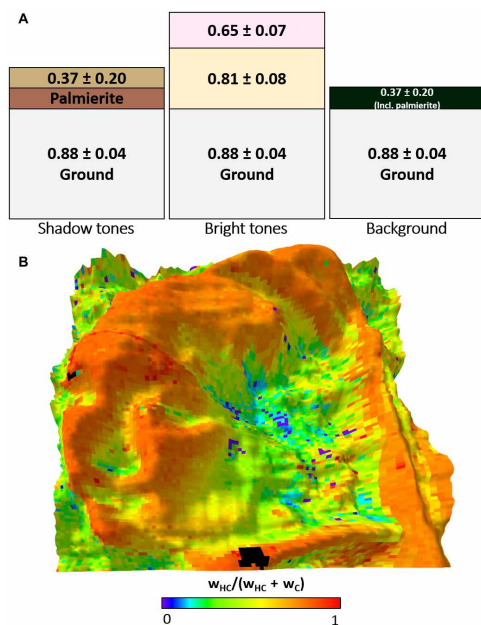 A
0.65 ± 0.07
0.37 ± 0.20
0.81 ± 0.08
0.37 ± 0.20
(Incl. palmierite)
Palmierite
0.88 ± 0.04
Ground
0.88 ± 0.04
Ground
0.88 ± 0.04
Ground
Shadow tones
Bright tones
Background
B
wHC/(wHC + wC)
0
1